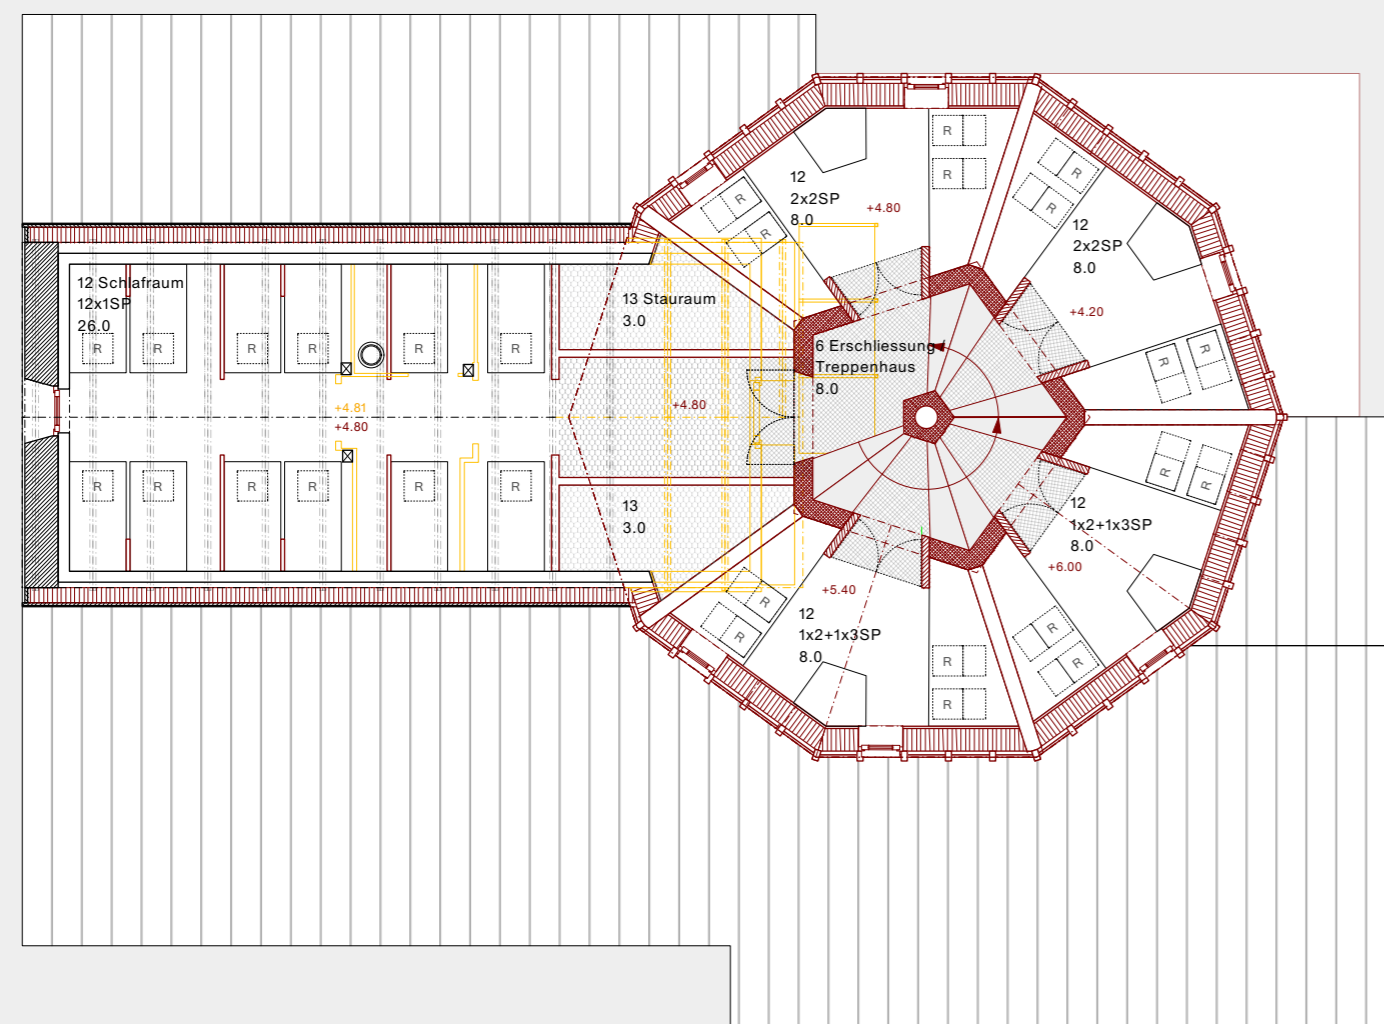 12 Schlafraum
12x1SP
26.0
R
R
R
R
R
R
+4.81
+4.80
R
R
R
R
R
R
13 Stauraum
3.0
+4.80
13
3.0
6 Erschliessung /
Treppenhaus
8.0
12
2x2SP
8.0
+4.80
R
R
R
R
12
2x2SP
8.0
+4.20
R
R
R
R
12
1x2+1x3SP
8.0
+6.00
R
R
R
R
12
1x2+1x3SP
8.0
+5.40
R
R
R
R